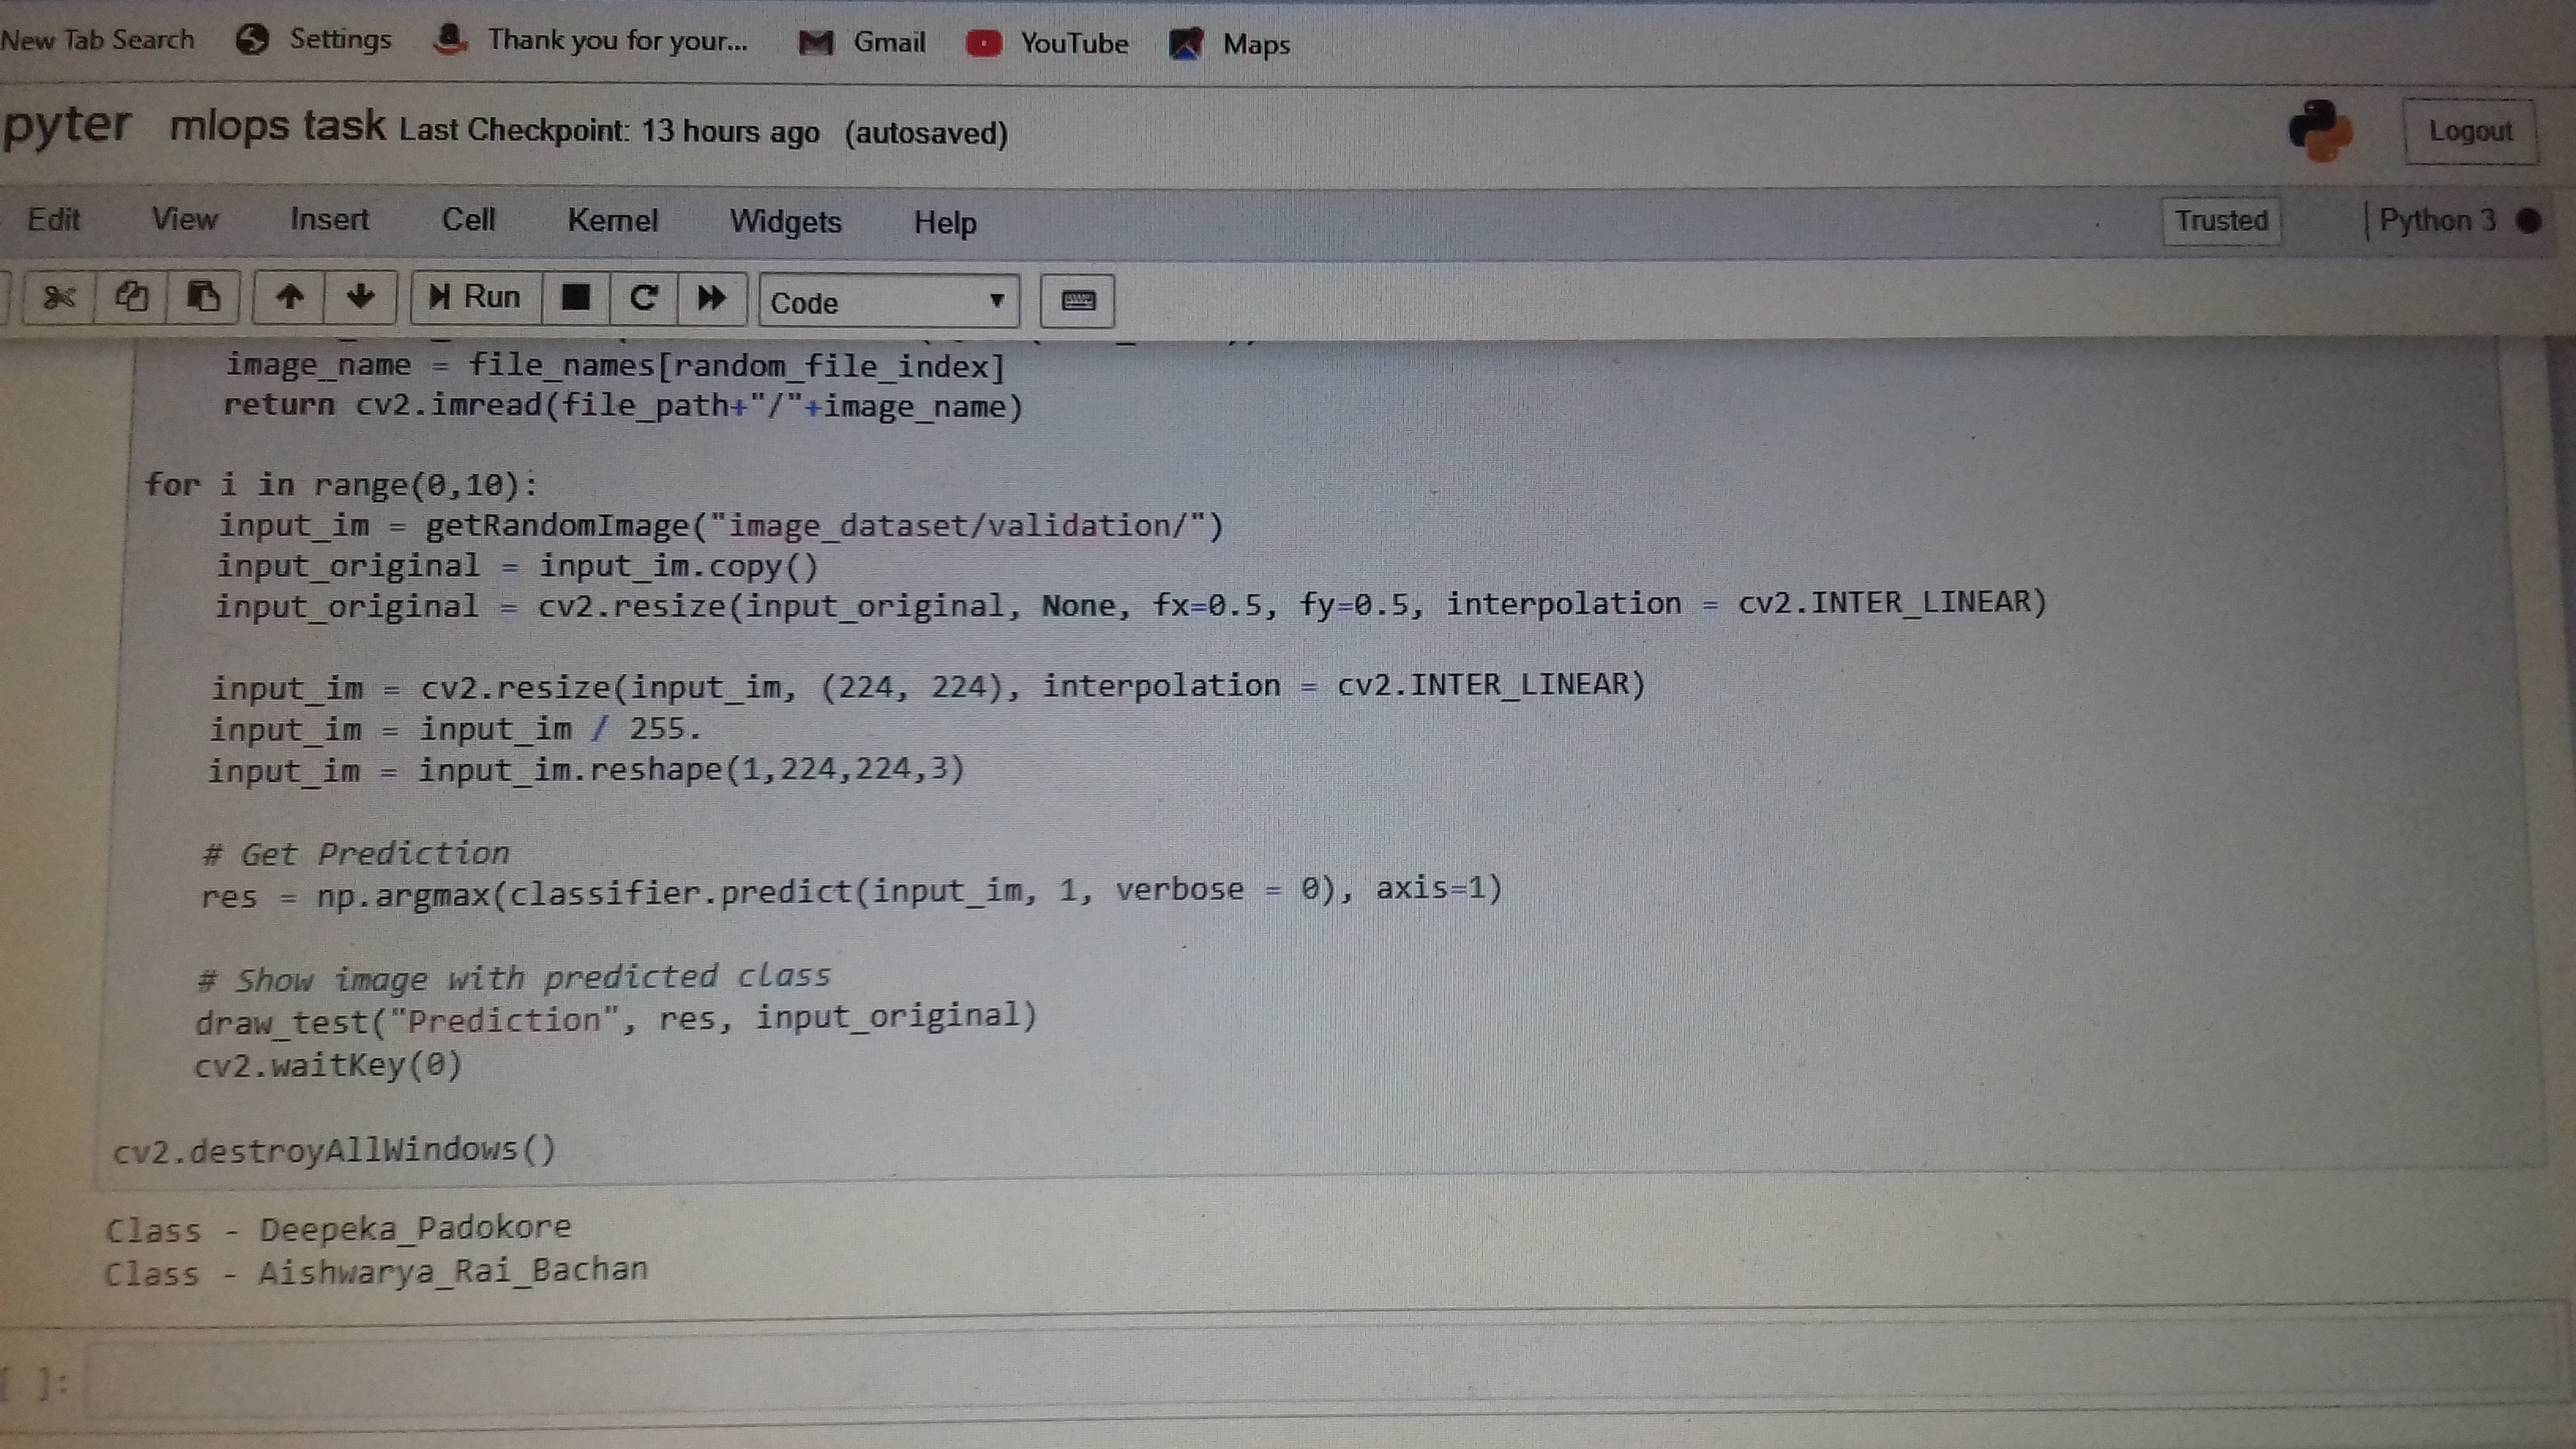 New Tab Search Settings Thank you for your... Gmail YouTube Maps
pyter mlops task Last Checkpoint: 13 hours ago (autosaved) Logout
Edit View Insert Cell Kernel Widgets Help Trusted Python 3
Run Code
image_name = file_names[random_file_index]
return cv2.imread(file_path+"/"+image_name)
for i in range(0,10):
input_im = getRandomImage("image_dataset/validation/")
input_original = input_im.copy()
input_original = cv2.resize(input_original, None, fx=0.5, fy=0.5, interpolation = cv2.INTER_LINEAR)
input_im = cv2.resize(input_im, (224, 224), interpolation = cv2.INTER_LINEAR)
input_im = input_im / 255.
input_im = input_im.reshape(1,224,224,3)
# Get Prediction
res = np.argmax(classifier.predict(input_im, 1, verbose = 0), axis=1)
# Show image with predicted class
draw_test("Prediction", res, input_original)
cv2.waitKey(0)
cv2.destroyAllWindows()
Class - Deepeka_Padokore
Class - Aishwarya_Rai_Bachan
[ ]: